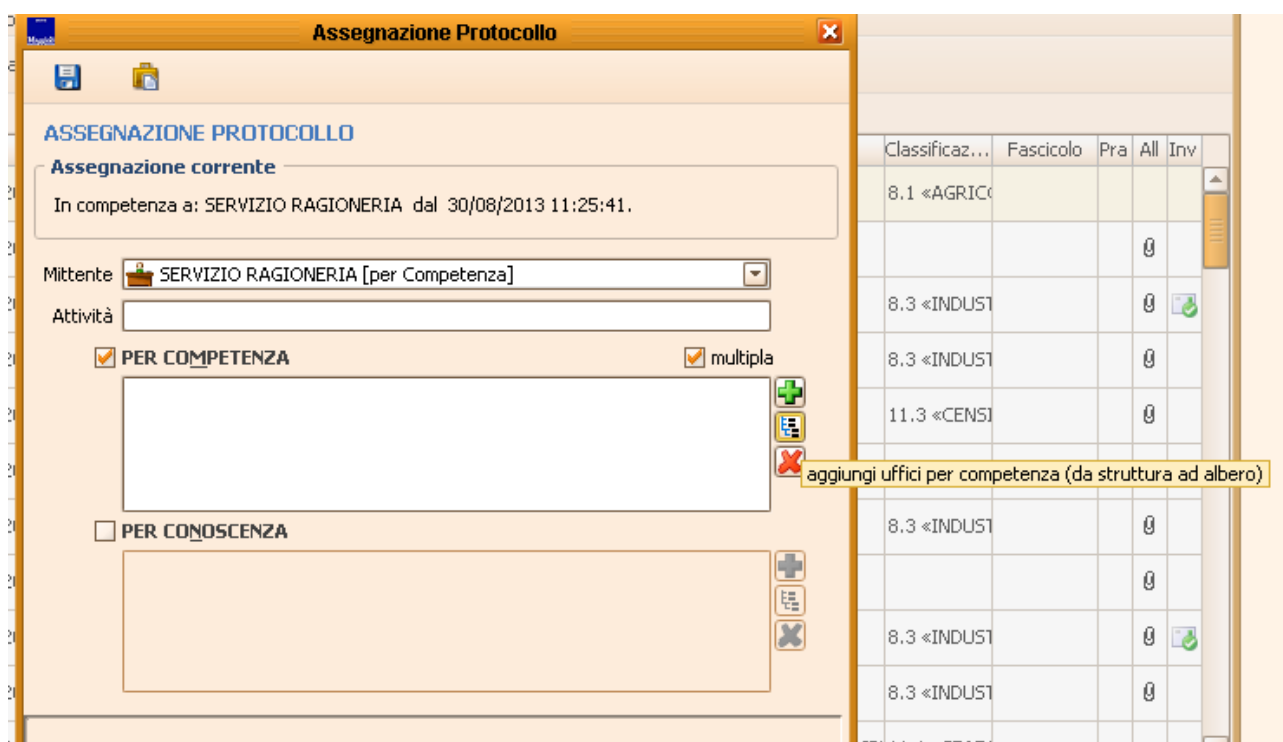 Maggioli
Assegnazione Protocollo
ASSEGNAZIONE PROTOCOLLO
Assegnazione corrente
In competenza a: SERVIZIO RAGIONERIA dal 30/08/2013 11:25:41.
Mittente SERVIZIO RAGIONERIA [per Competenza]
Attività
PER COMPETENZA multipla
aggiungi uffici per competenza (da struttura ad albero)
PER CONOSCENZA
Classificaz... Fascicolo Pra All Inv
8.1 «AGRICO
8.3 «INDUST
8.3 «INDUST
11.3 «CENSI
8.3 «INDUST
8.3 «INDUST
8.3 «INDUST